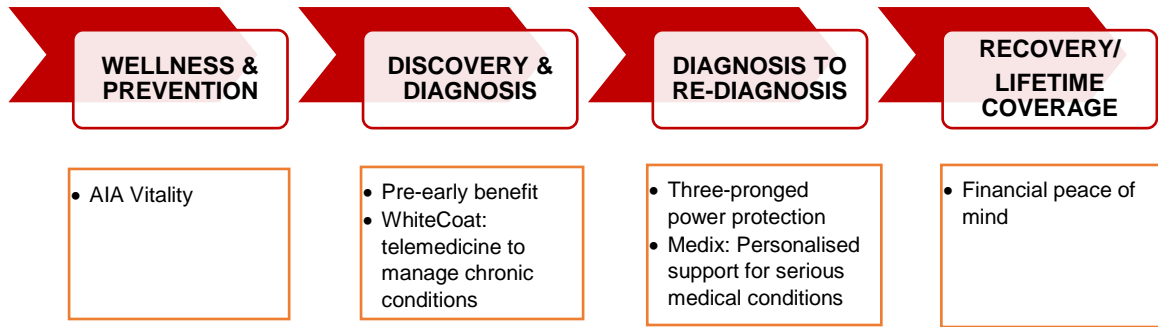 WELLNESS &
PREVENTION
DISCOVERY &
DIAGNOSIS
DIAGNOSIS TO
RE-DIAGNOSIS
RECOVERY/
LIFETIME
COVERAGE
• AIA Vitality
• Pre-early benefit
• WhiteCoat:
telemedicine to
manage chronic
conditions
• Three-pronged
power protection
• Medix: Personalised
support for serious
medical conditions
• Financial peace of
mind